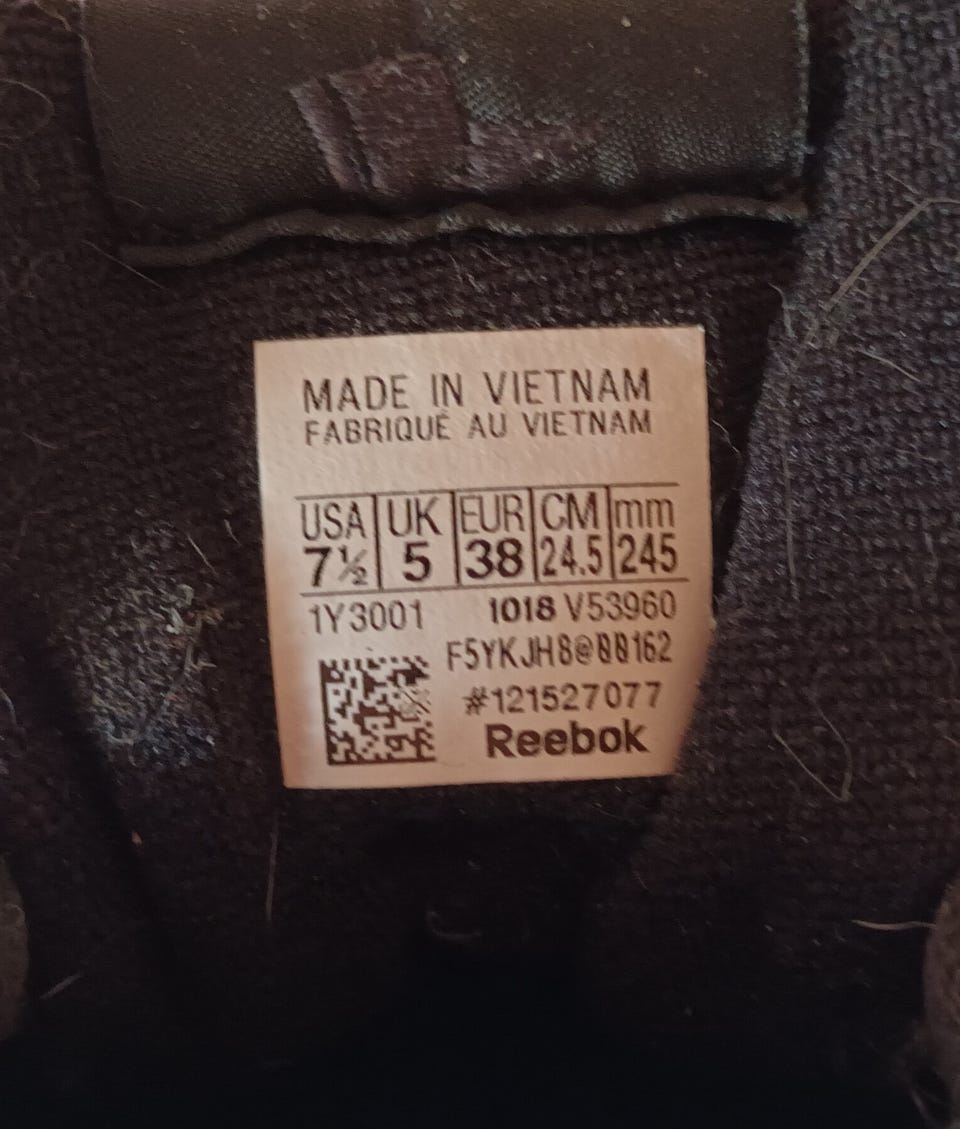 MADE IN VIETNAM
FABRIQUÉ AU VIETNAM
USA UK EUR CM mm
7½ 5 38 24.5 245
1Y3001 1018 V53960
F5YKJH8@00162
#121527077
Reebok